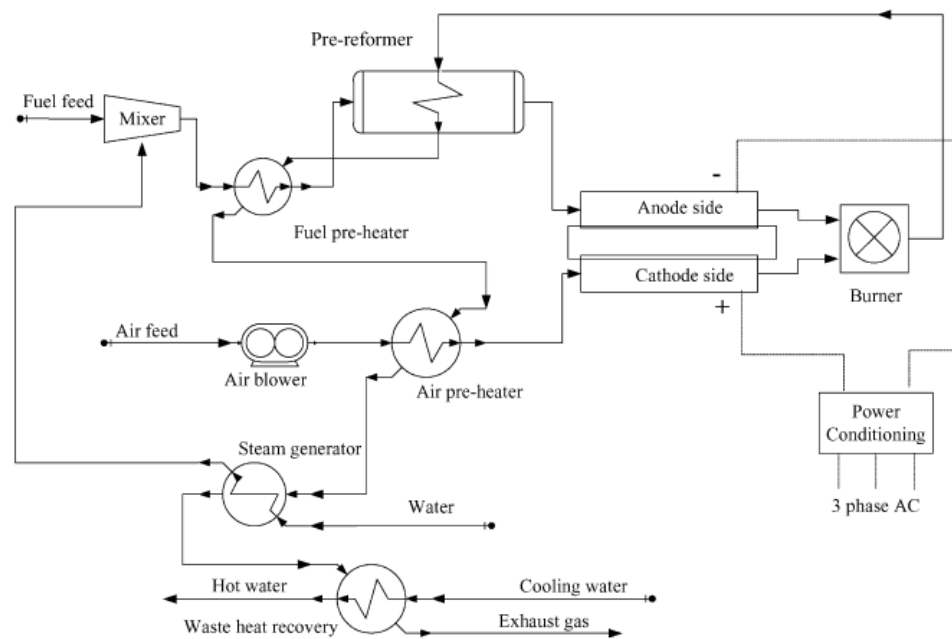 Pre-reformer
Fuel feed
Mixer
-
Anode side
Fuel pre-heater
Cathode side
Burner
+
Air feed
Air blower
Air pre-heater
Power
Conditioning
Steam generator
Water
3 phase AC
Hot water
Cooling water
Waste heat recovery
Exhaust gas